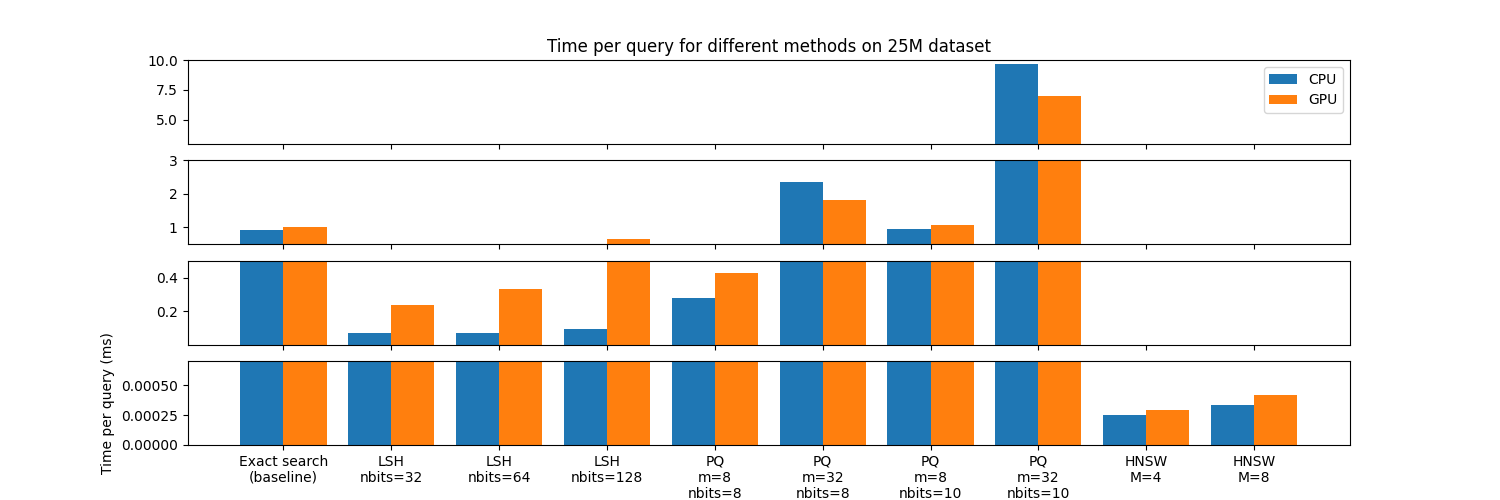 Time per query for different methods on 25M dataset
10.0
7.5
5.0
CPU
GPU
3
2
1
0.4
0.2
Time per query (ms)
0.00050
0.00025
0.00000
Exact search
(baseline)
LSH
nbits=32
LSH
nbits=64
LSH
nbits=128
PQ
m=8
nbits=8
PQ
m=32
nbits=8
PQ
m=8
nbits=10
PQ
m=32
nbits=10
HNSW
M=4
HNSW
M=8